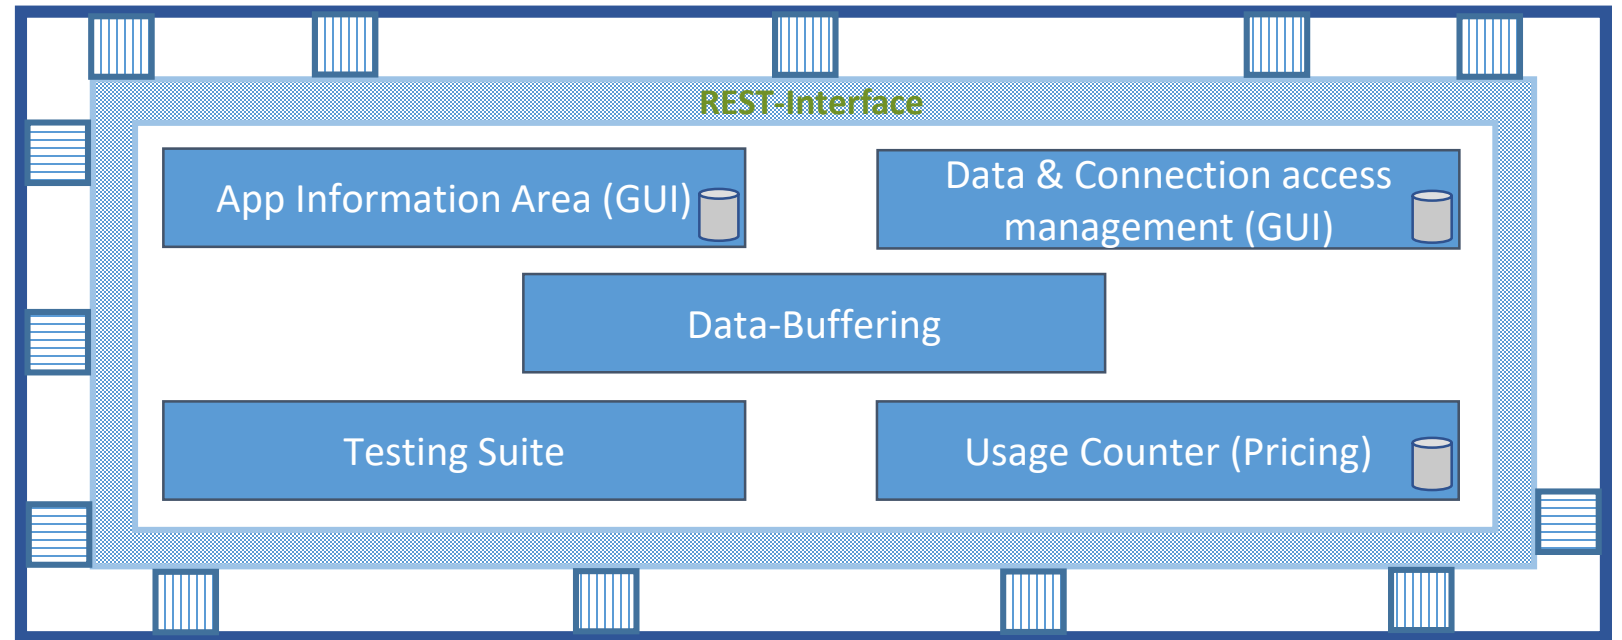 REST-Interface
App Information Area (GUI)
Data & Connection access
management (GUI)
Data-Buffering
Testing Suite
Usage Counter (Pricing)